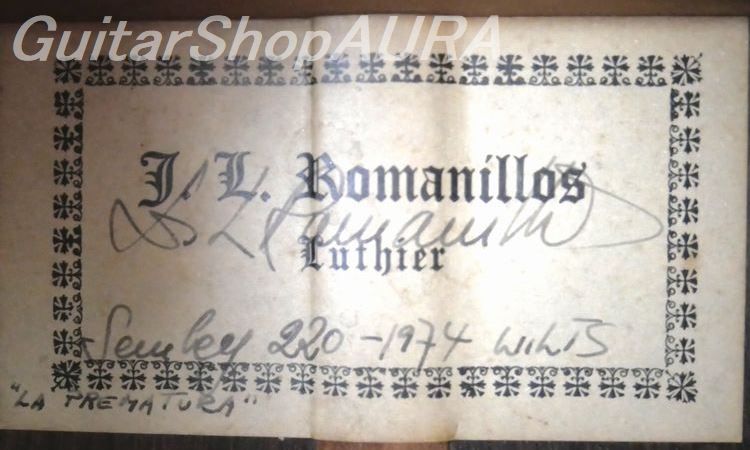 GuitarShopAURA
J. L. Romanillos
J. L. Romanillos
Luthier
Semley 220 - 1974 WILTS
"LA PREMATURA"